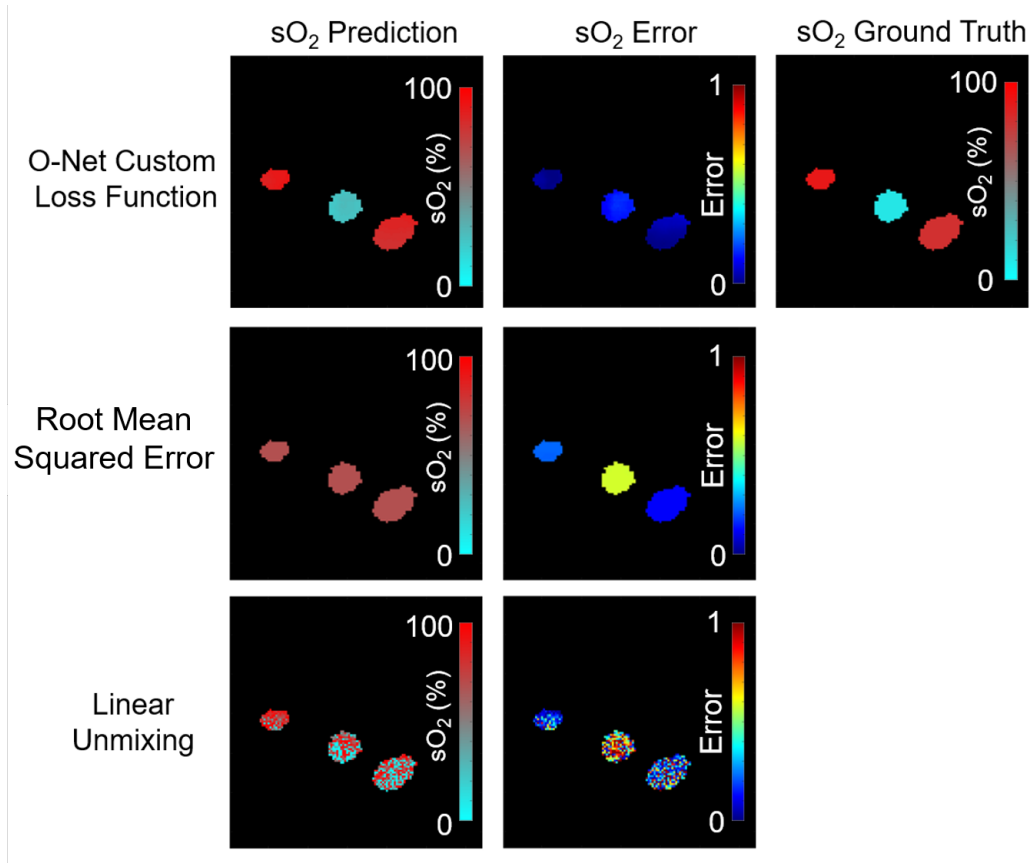 sO₂ Prediction
sO₂ Error
sO₂ Ground Truth
O-Net Custom
Loss Function
100
sO₂ (%)
0
1
Error
0
100
sO₂ (%)
0
Root Mean
Squared Error
100
sO₂ (%)
0
1
Error
0
Linear
Unmixing
100
sO₂ (%)
0
1
Error
0